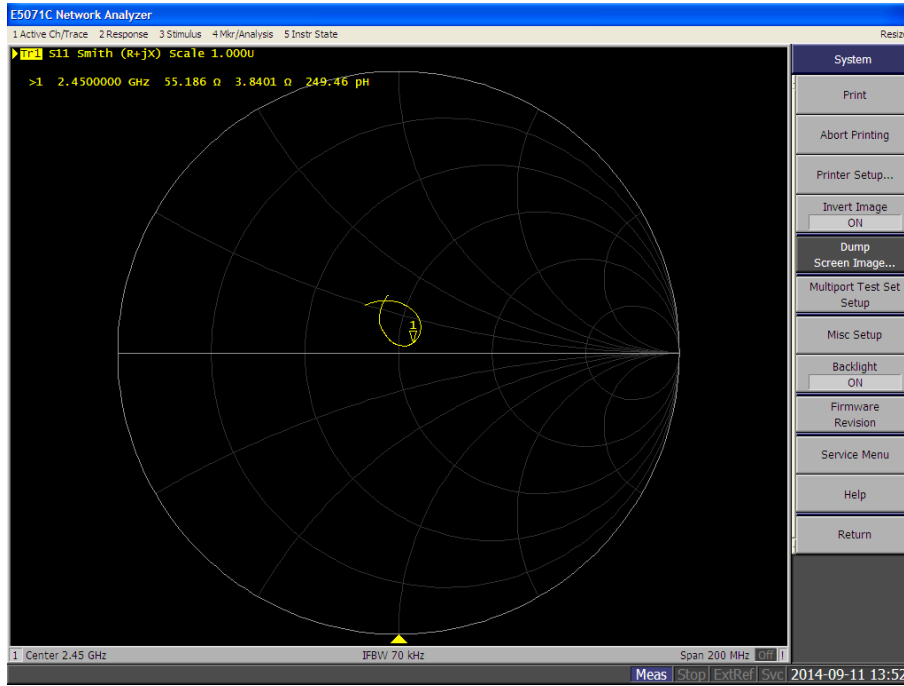 E5071C Network Analyzer
1 Active Ch/Trace 2 Response 3 Stimulus 4 Mkr/Analysis 5 Instr State
Resize
Tr1 S11 Smith (R+jX) Scale 1.000U
>1 2.4500000 GHz 55.186 Ω 3.8401 Ω 249.46 pH
1
System
Print
Abort Printing
Printer Setup...
Invert Image
ON
Dump
Screen Image...
Multiport Test Set
Setup
Misc Setup
Backlight
ON
Firmware
Revision
Service Menu
Help
Return
1 Center 2.45 GHz IFBW 70 kHz Span 200 MHz Off !
Meas Stop ExtRef Svc 2014-09-11 13:52